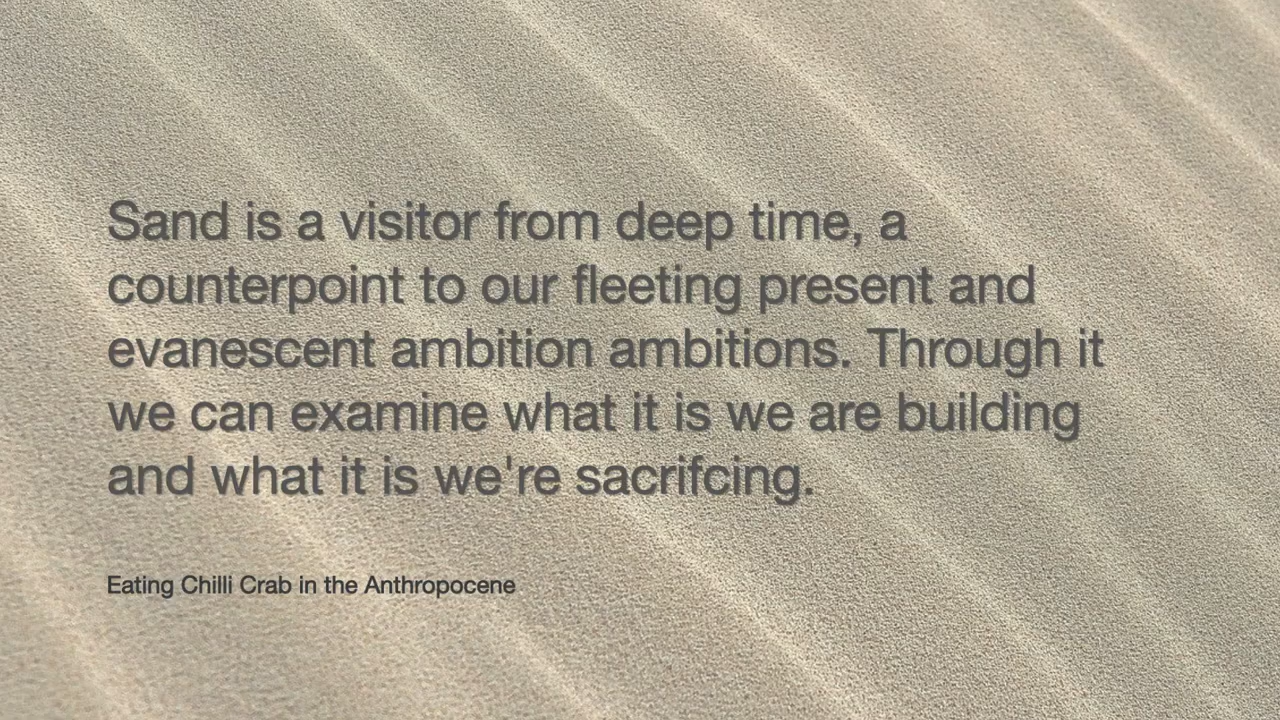 Sand is a visitor from deep time, a
counterpoint to our fleeting present and
evanescent ambition ambitions. Through it
we can examine what it is we are building
and what it is we're sacrifcing.
Eating Chilli Crab in the Anthropocene